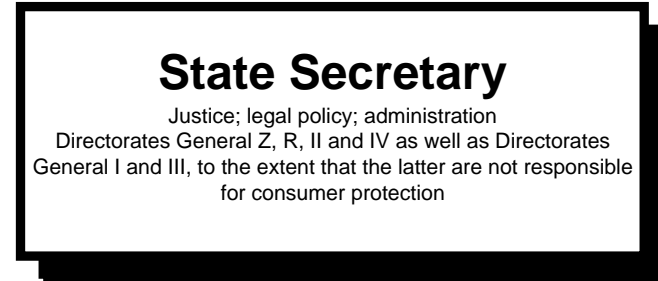 State Secretary
Justice; legal policy; administration
Directorates General Z, R, II and IV as well as Directorates
General I and III, to the extent that the latter are not responsible
for consumer protection